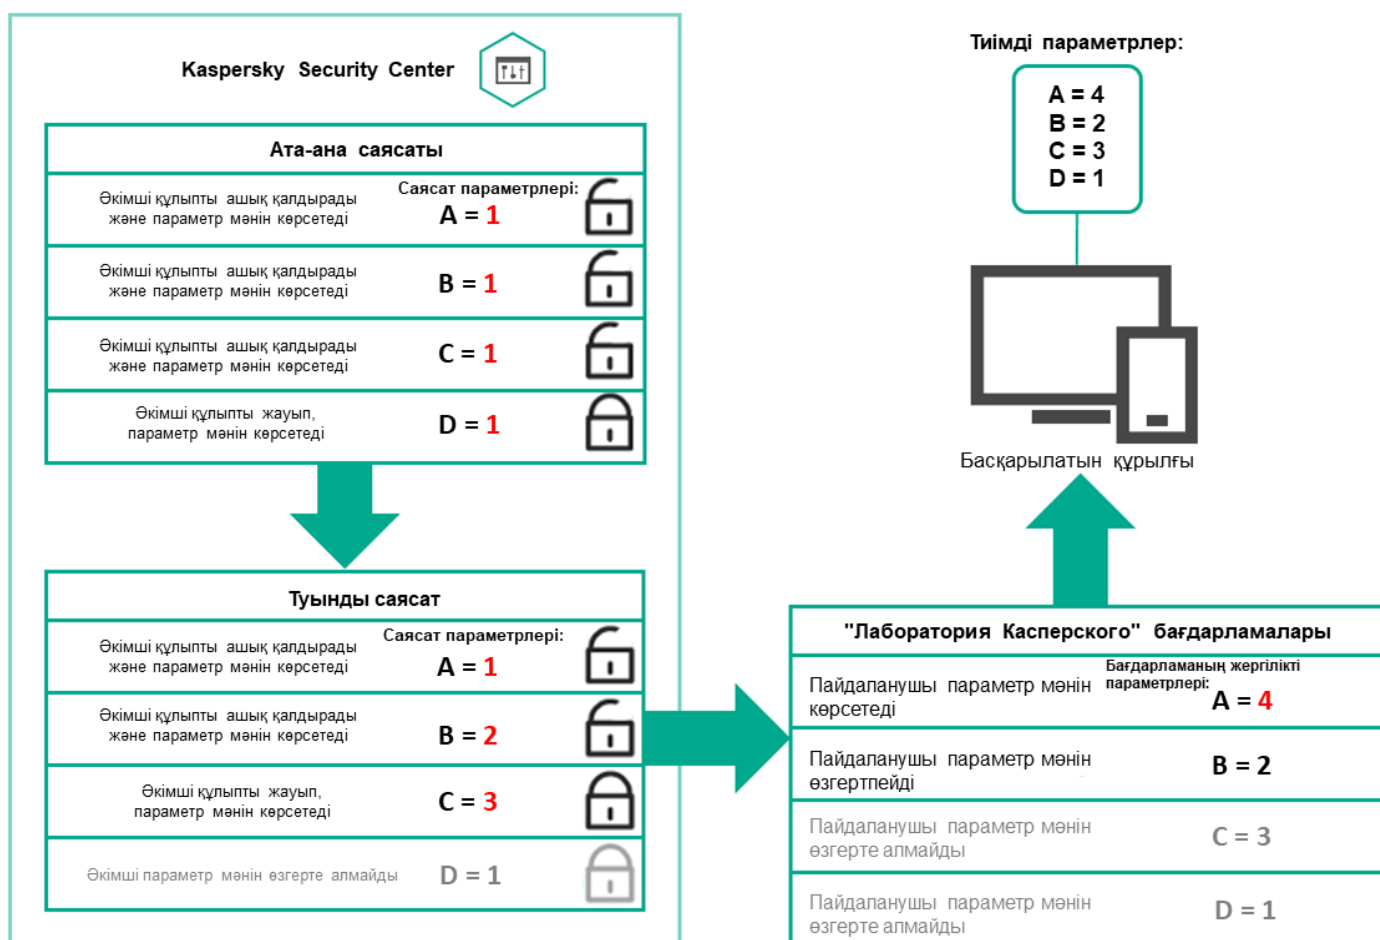 Kaspersky Security Center
Ата-ана саясаты
Әкімші құлыпты ашық қалдырады
және параметр мәнін көрсетеді
Саясат параметрлері:
A = 1
Әкімші құлыпты ашық қалдырады
және параметр мәнін көрсетеді
B = 1
Әкімші құлыпты ашық қалдырады
және параметр мәнін көрсетеді
C = 1
Әкімші құлыпты жауып,
параметр мәнін көрсетеді
D = 1
Туынды саясат
Әкімші құлыпты ашық қалдырады
және параметр мәнін көрсетеді
Саясат параметрлері:
A = 1
Әкімші құлыпты ашық қалдырады
және параметр мәнін көрсетеді
B = 2
Әкімші құлыпты жауып,
параметр мәнін көрсетеді
C = 3
Әкімші параметр мәнін өзгерте алмайды
D = 1
Тиімді параметрлер:
A = 4
B = 2
C = 3
D = 1
Басқарылатын құрылғы
"Лаборатория Касперского" бағдарламалары
Пайдаланушы параметр мәнін
көрсетеді
Бағдарламаның жергілікті
параметрлері:
A = 4
Пайдаланушы параметр мәнін
өзгертпейді
B = 2
Пайдаланушы параметр мәнін
өзгерте алмайды
C = 3
Пайдаланушы параметр мәнін
өзгерте алмайды
D = 1